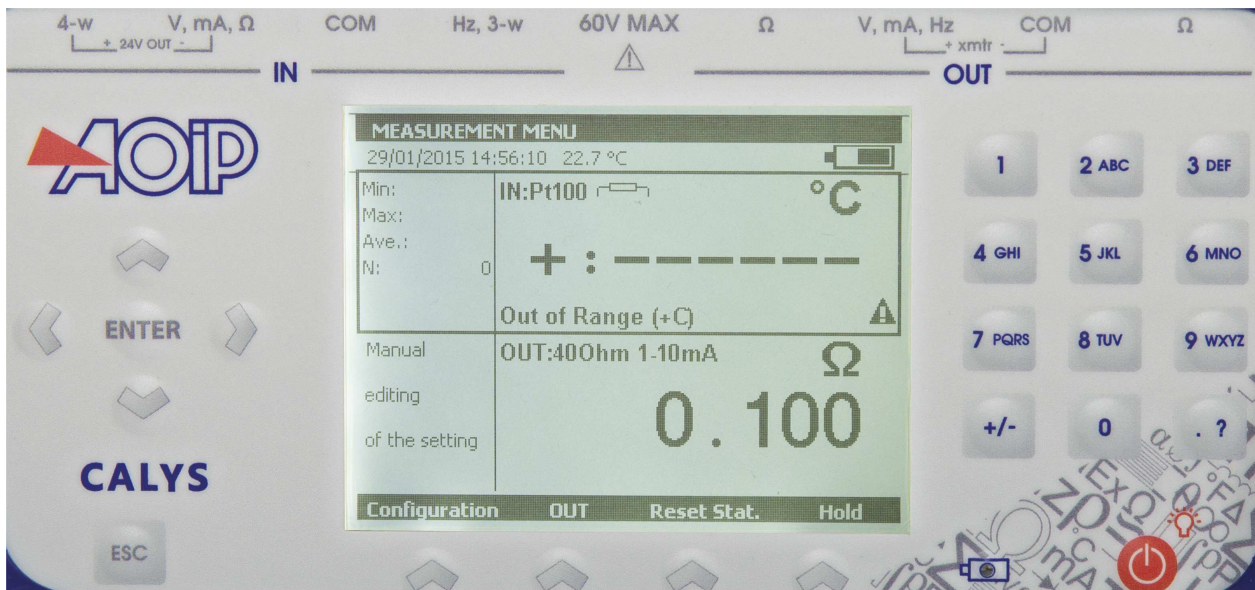 4-w V, mA, Ω COM Hz, 3-w 60V MAX Ω V, mA, Hz COM Ω
+ 24V OUT - + xmtr -
IN OUT
AOIP
MEASUREMENT MENU
29/01/2015 14:56:10 22.7 °C
Min:
Max:
Ave.:
N: 0
IN:Pt100 °C
+ : ------
Out of Range (+C)
Manual
editing
of the setting
OUT:400Ohm 1-10mA Ω
0.100
Configuration OUT Reset Stat. Hold
ENTER
CALYS
ESC
1 2 ABC 3 DEF
4 GHI 5 JKL 6 MNO
7 PQRS 8 TUV 9 WXYZ
+/- 0 . ?